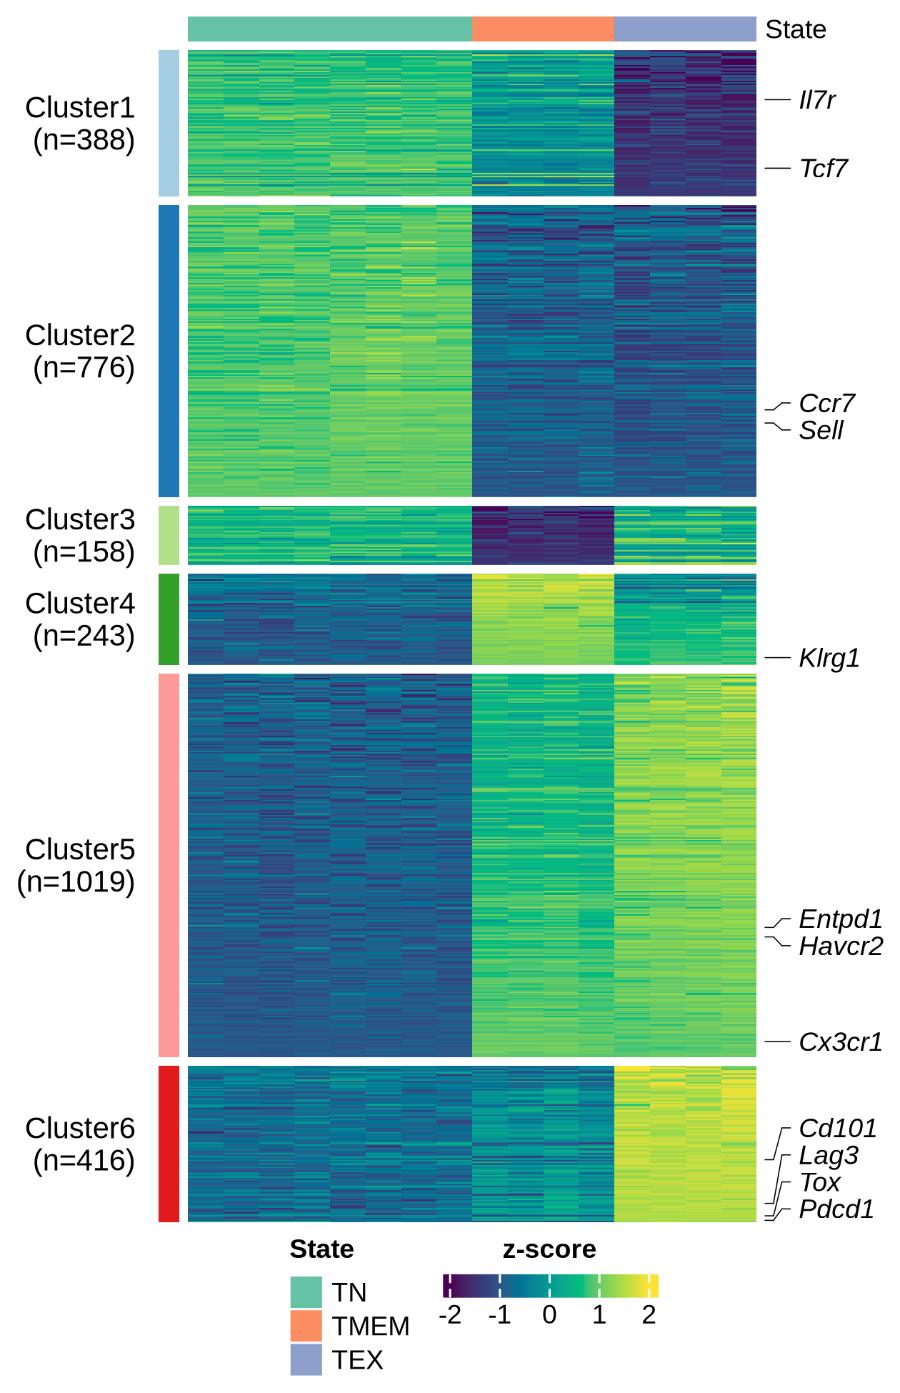 State
Cluster1
(n=388)
Il7r
Tcf7
Cluster2
(n=776)
Ccr7
Sell
Cluster3
(n=158)
Cluster4
(n=243)
Klrg1
Cluster5
(n=1019)
Entpd1
Havcr2
Cx3cr1
Cluster6
(n=416)
Cd101
Lag3
Tox
Pdcd1
State
TN
TMEM
TEX
z-score
-2 -1 0 1 2